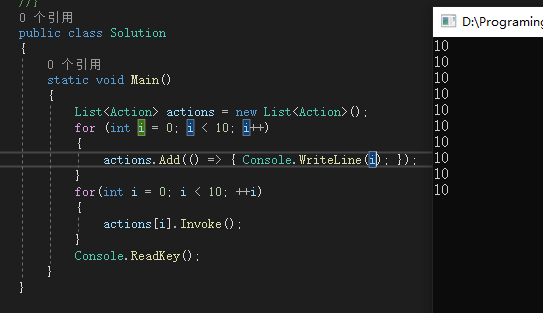 //}
0 个引用
public class Solution
{
0 个引用
static void Main()
{
List<Action> actions = new List<Action>();
for (int i = 0; i < 10; i++)
{
actions.Add(() => { Console.WriteLine(i); });
}
for(int i = 0; i < 10; ++i)
{
actions[i].Invoke();
}
Console.ReadKey();
}
}
D:\Programing
10
10
10
10
10
10
10
10
10
10